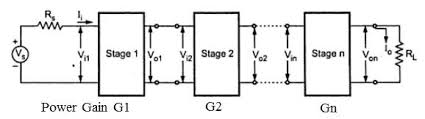 Rs Ii Io
+ Vs − Vi1 Stage 1 Vo1 Vi2 Stage 2 Vo2 Vin Stage n Von RL
Power Gain G1 G2 Gn